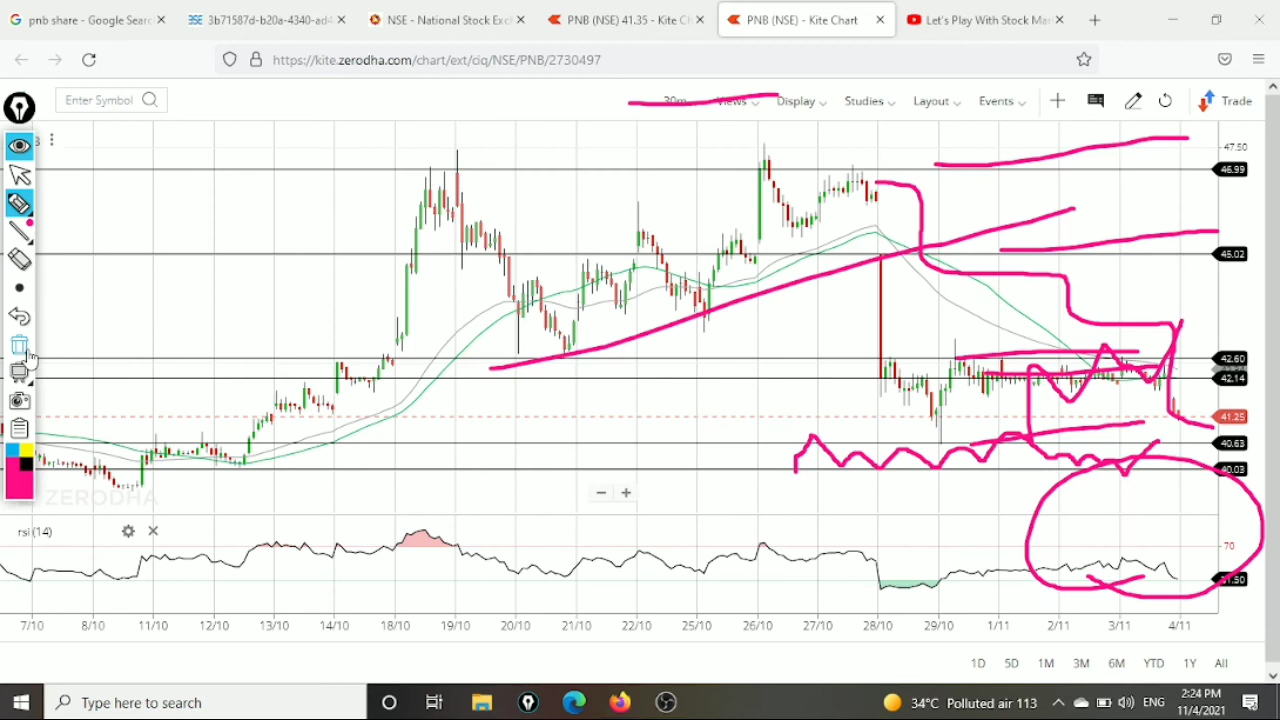 pnb share - Google Searc
3b71587d-b20a-4340-ad4
NSE - National Stock Exc
PNB (NSE) 41.35 - Kite C
PNB (NSE) - Kite Chart
Let's Play With Stock Ma
https://kite.zerodha.com/chart/ext/ciq/NSE/PNB/2730497
Enter Symbol
30m
Views
Display
Studies
Layout
Events
Trade
47.50
46.99
45.02
42.60
42.14
41.25
40.63
40.03
ZERODHA
rsi (14)
70
7/10 8/10 11/10 12/10 13/10 14/10 18/10 19/10 20/10 21/10 22/10 25/10 26/10 27/10 28/10 29/10 1/11 2/11 3/11 4/11
1D 5D 1M 3M 6M YTD 1Y All
Type here to search
34°C Polluted air 113
ENG
2:24 PM
11/4/2021